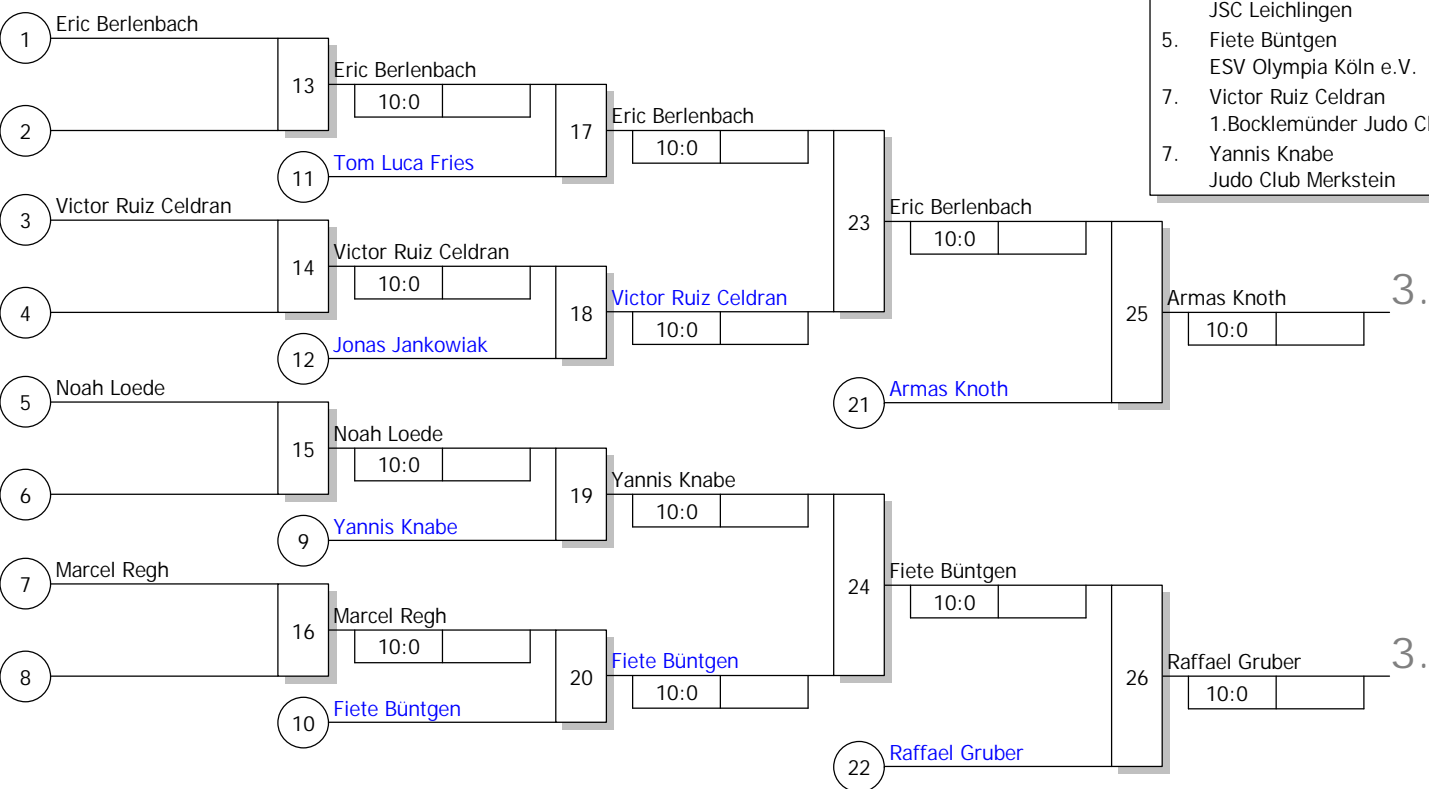 JSC Leichlingen
5. Fiete Büntgen
ESV Olympia Köln e.V.
7. Victor Ruiz Celdran
1.Bocklemünder Judo Cl
7. Yannis Knabe
Judo Club Merkstein
1 Eric Berlenbach
13 Eric Berlenbach
10:0
2
17 Eric Berlenbach
10:0
11 Tom Luca Fries
3 Victor Ruiz Celdran
23 Eric Berlenbach
10:0
14 Victor Ruiz Celdran
10:0
4
18 Victor Ruiz Celdran
10:0
12 Jonas Jankowiak
25 Armas Knoth 3.
10:0
5 Noah Loede
21 Armas Knoth
15 Noah Loede
10:0
6
19 Yannis Knabe
10:0
9 Yannis Knabe
7 Marcel Regh
24 Fiete Büntgen
10:0
16 Marcel Regh
10:0
8
20 Fiete Büntgen
10:0
10 Fiete Büntgen
26 Raffael Gruber 3.
10:0
22 Raffael Gruber